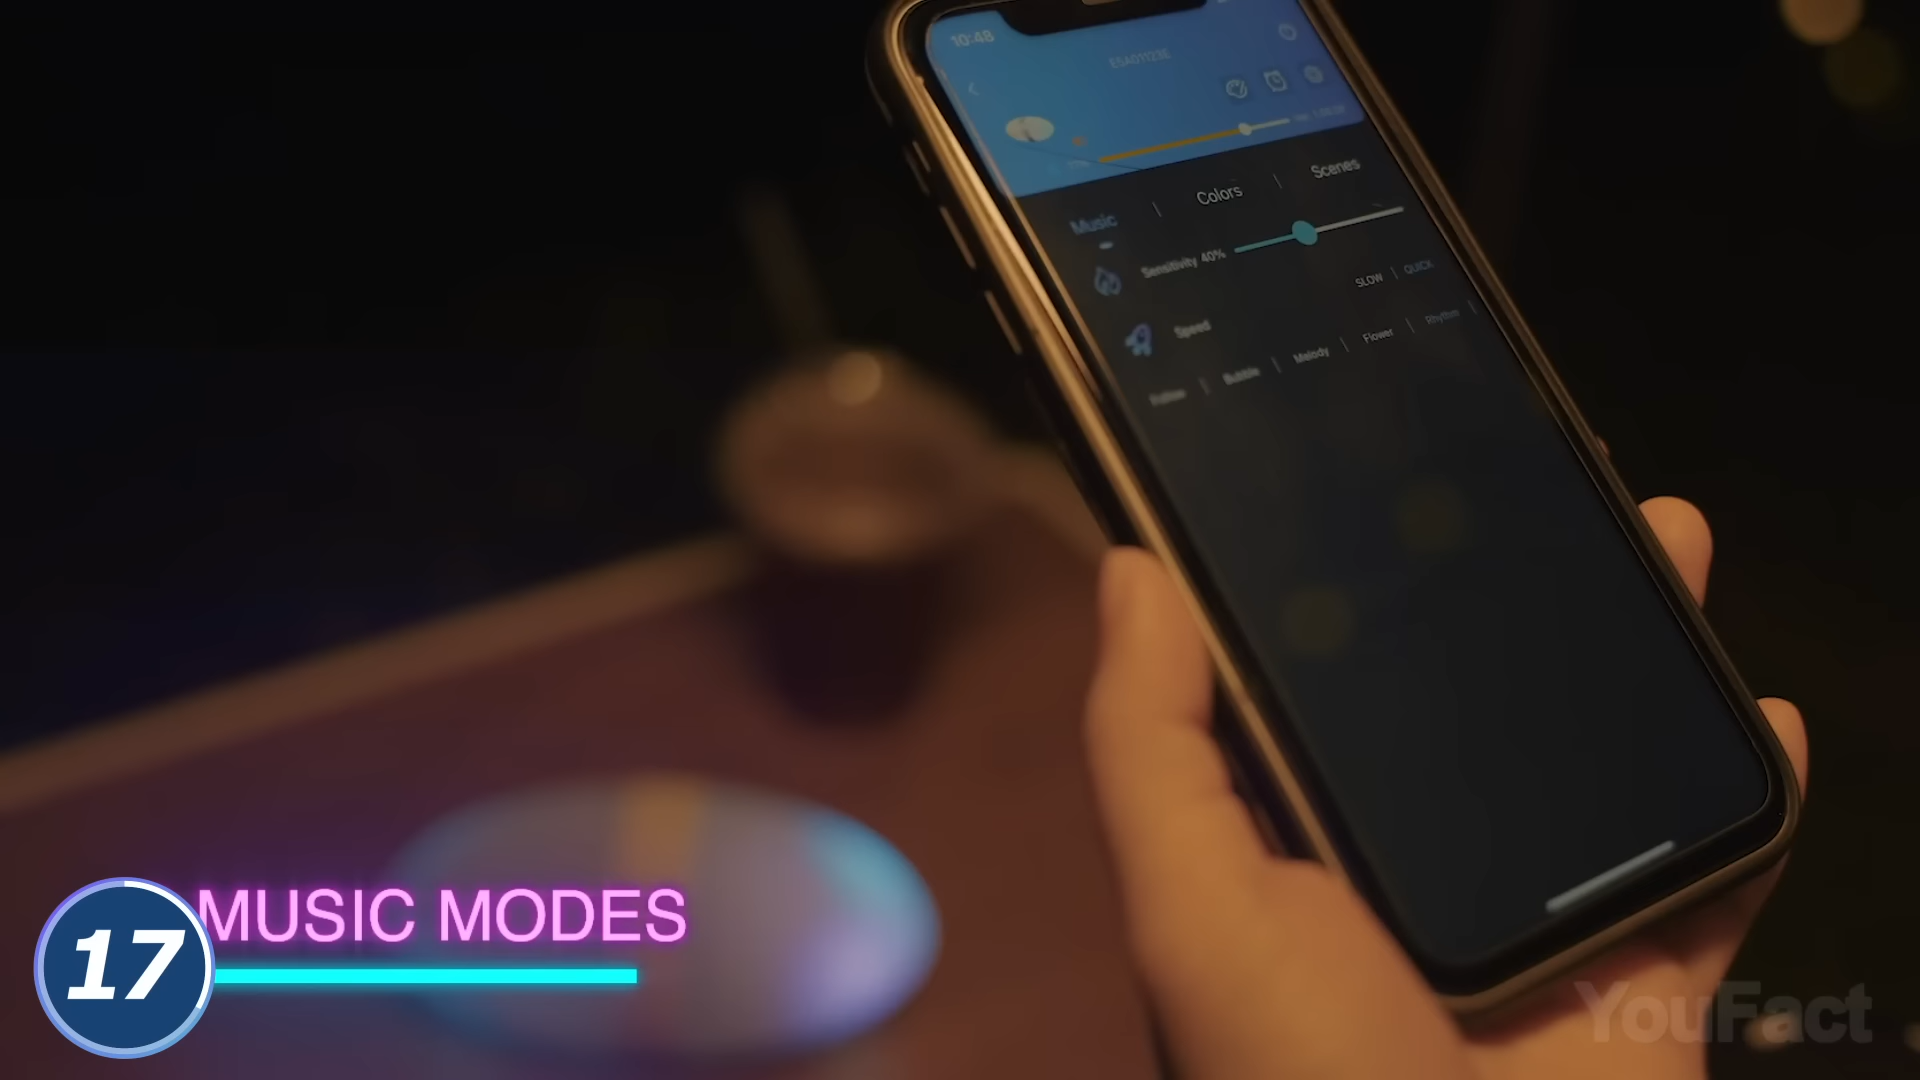 10:48
Music | Colors | Scenes
Sensitivity 40%
SLOW | QUICK
Speed
Bubble | Melody | Flower | Rhythm |
MUSIC MODES
17
YouFact